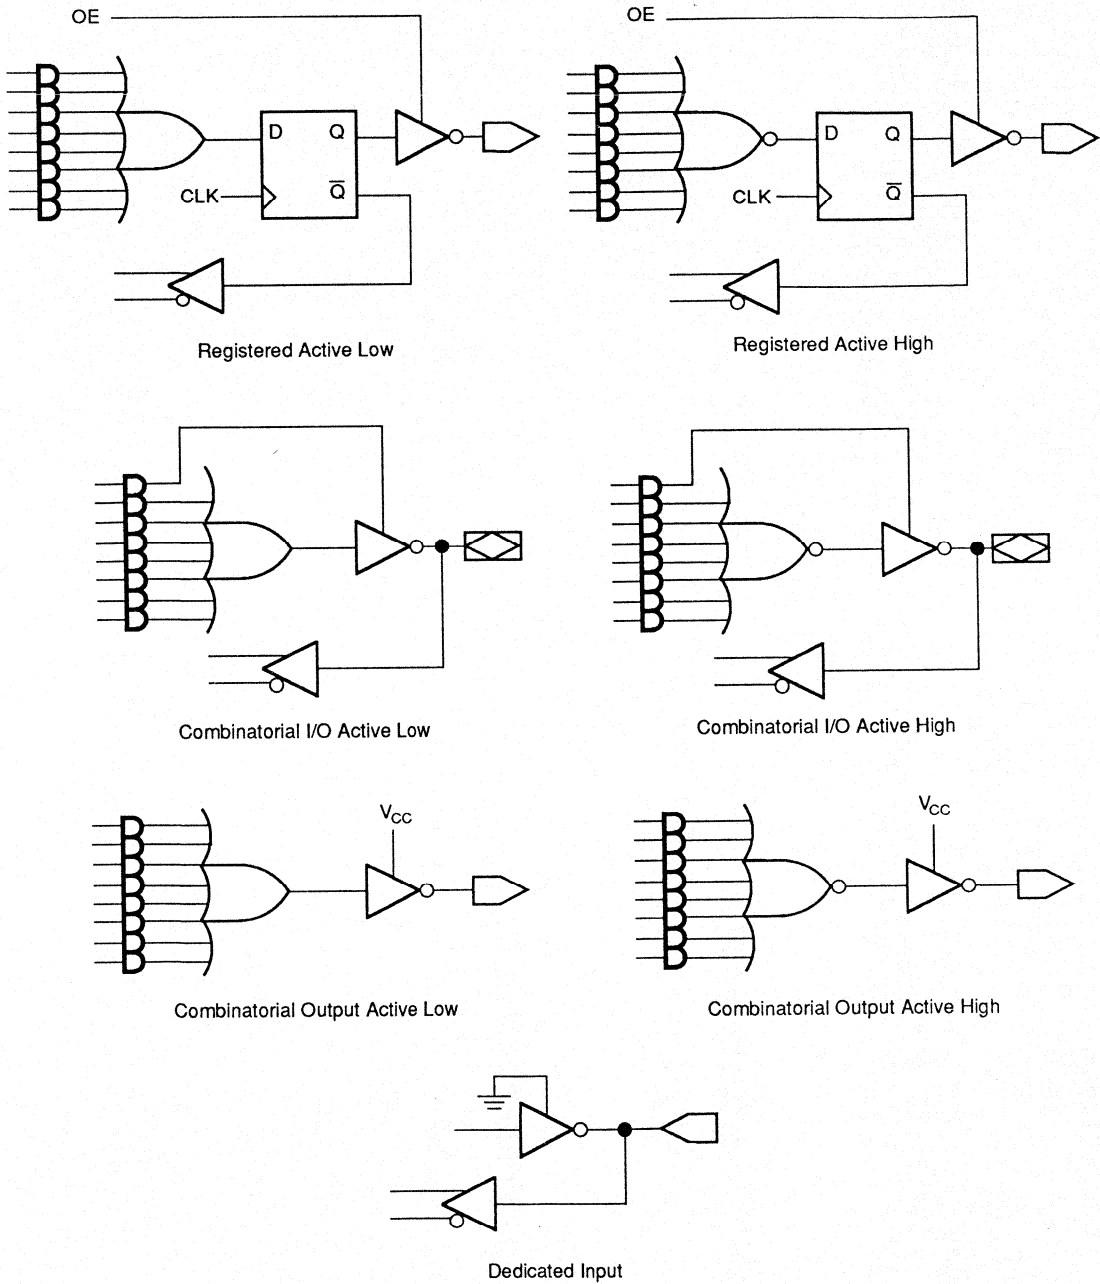 OE
OE
D Q
Q̅
CLK
D Q
Q̅
CLK
Registered Active Low
Registered Active High
Combinatorial I/O Active Low
Combinatorial I/O Active High
VCC
VCC
Combinatorial Output Active Low
Combinatorial Output Active High
Dedicated Input